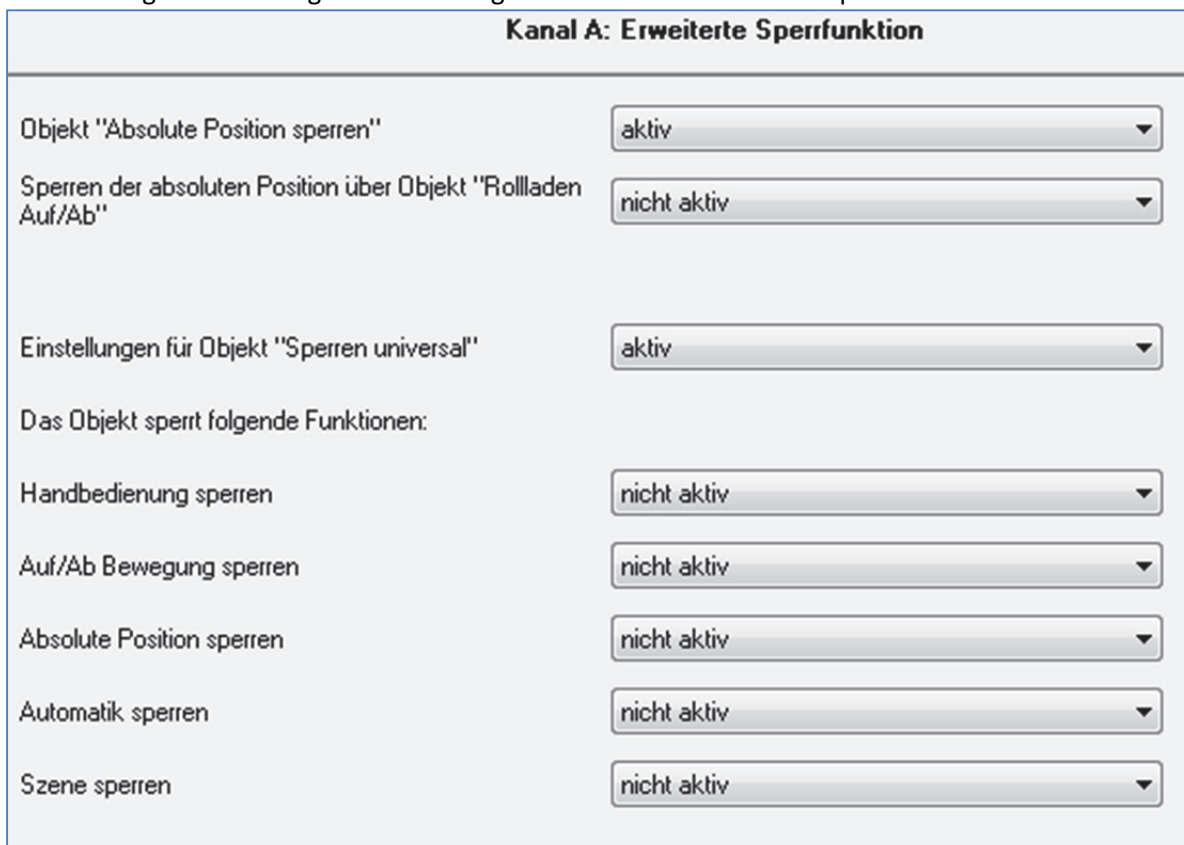 Kanal A: Erweiterte Sperrfunktion
Objekt "Absolute Position sperren" aktiv
Sperren der absoluten Position über Objekt "Rollladen
Auf/Ab" nicht aktiv
Einstellungen für Objekt "Sperren universal" aktiv
Das Objekt sperrt folgende Funktionen:
Handbedienung sperren nicht aktiv
Auf/Ab Bewegung sperren nicht aktiv
Absolute Position sperren nicht aktiv
Automatik sperren nicht aktiv
Szene sperren nicht aktiv